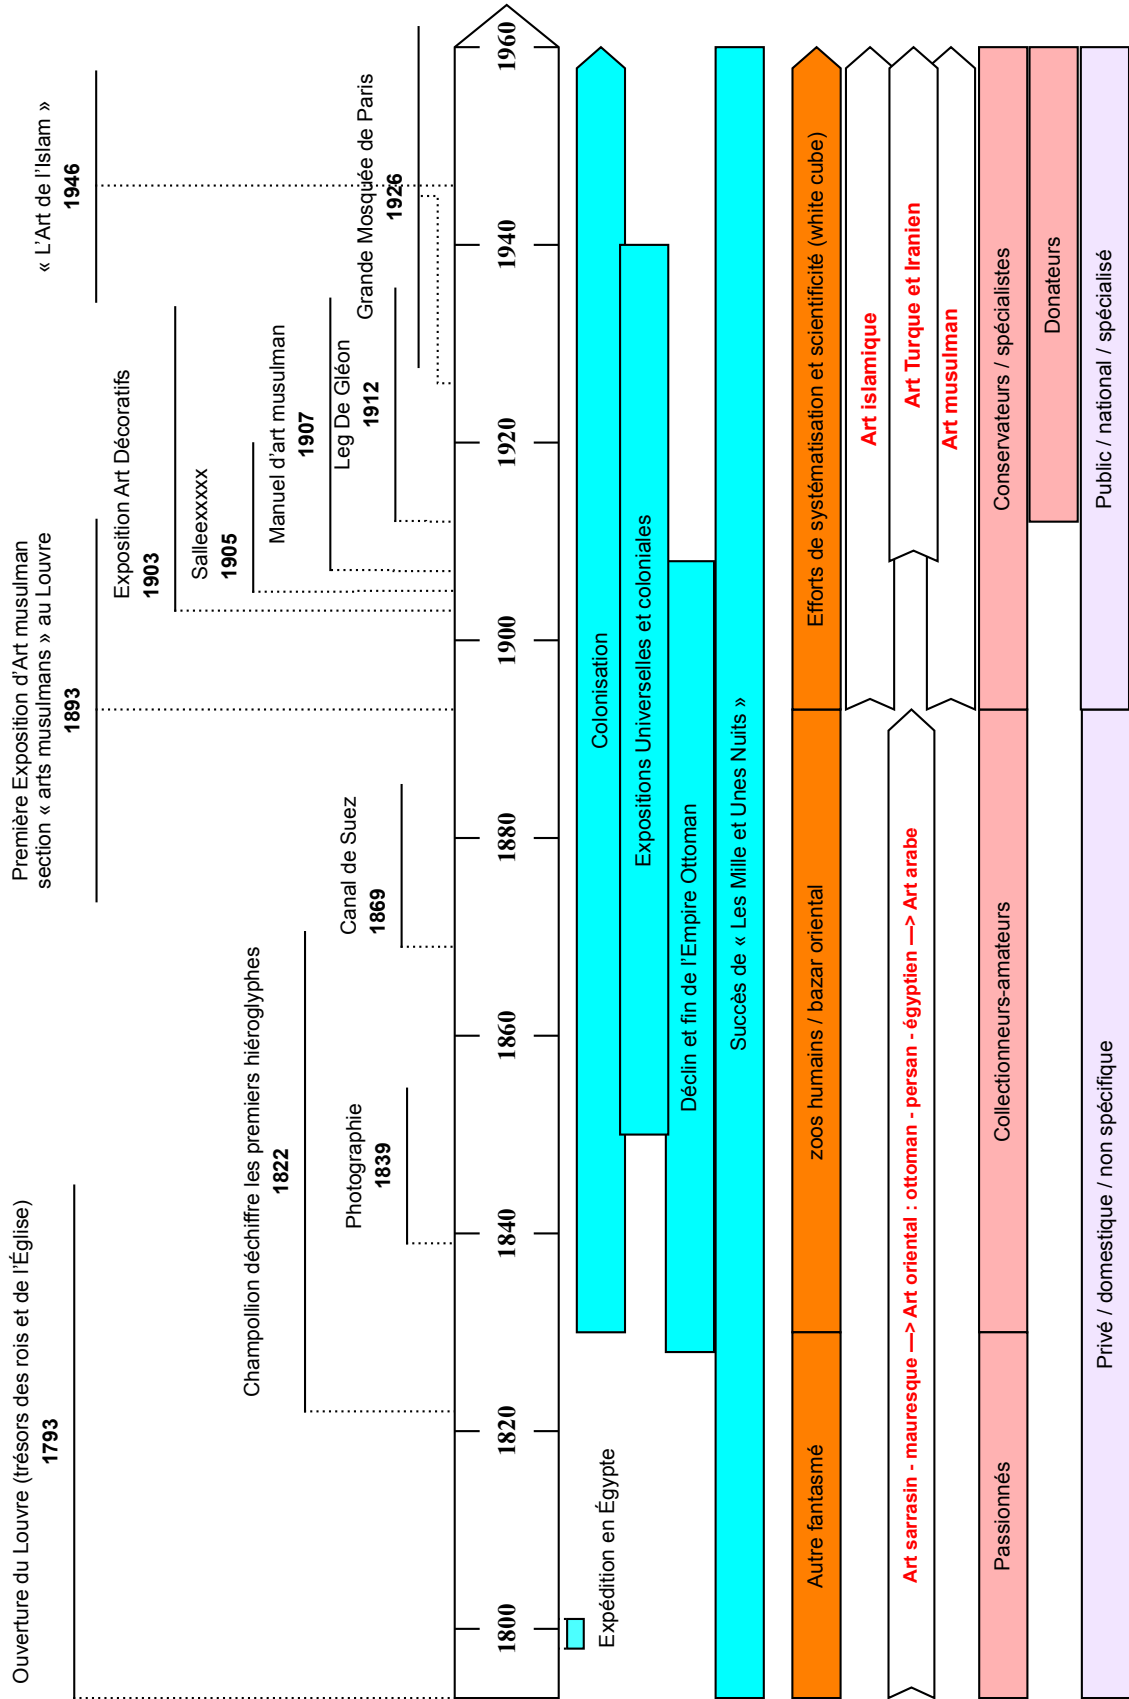 Ouverture du Louvre (trésors des rois et de l'Église)
1793
Première Exposition d'Art musulman
section « arts musulmans » au Louvre
1893
« L'Art de l'Islam »
1946
Exposition Art Décoratifs
1903
Salleexxxxx
1905
Champollion déchiffre les premiers hiéroglyphes
1822
Manuel d'art musulman
1907
Photographie
1839
Canal de Suez
1869
Leg De Gléon
1912
Grande Mosquée de Paris
1926
1800
1820
1840
1860
1880
1900
1920
1940
1960
Expédition en Égypte
Colonisation
Expositions Universelles et coloniales
Déclin et fin de l'Empire Ottoman
Succès de « Les Mille et Unes Nuits »
Autre fantasmé
zoos humains / bazar oriental
Efforts de systématisation et scientificité (white cube)
Art islamique
Art sarrasin - mauresque —> Art oriental : ottoman - persan - égyptien —> Art arabe
Art Turque et Iranien
Art musulman
Passionnés
Collectionneurs-amateurs
Conservateurs / spécialistes
Donateurs
Privé / domestique / non spécifique
Public / national / spécialisé